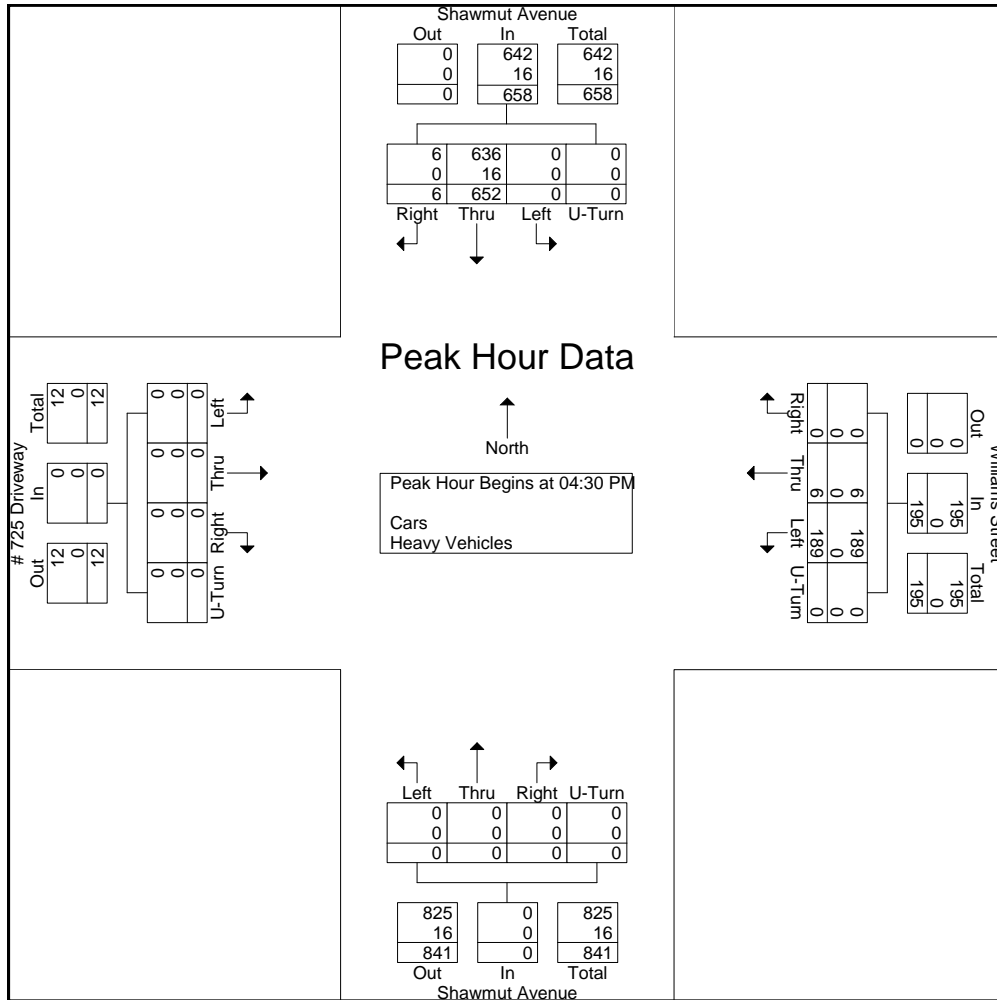 Shawmut Avenue
Out In Total
0 642 642
0 16 16
0 658 658
6 636 0 0
0 16 0 0
6 652 0 0
Right Thru Left U-Turn
Peak Hour Data
North
Peak Hour Begins at 04:30 PM
Cars
Heavy Vehicles
# 725 Driveway
Total In Out
12 0 12
0 0 0
12 0 12
Left Thru Right U-Turn
0 0 0 0
0 0 0 0
0 0 0 0
Williams Street
Out In Total
0 195 195
0 0 0
0 195 195
0 6 189 0
0 0 0 0
0 6 189 0
Right Thru Left U-Turn
Left Thru Right U-Turn
0 0 0 0
0 0 0 0
0 0 0 0
825 0 825
16 0 16
841 0 841
Out In Total
Shawmut Avenue